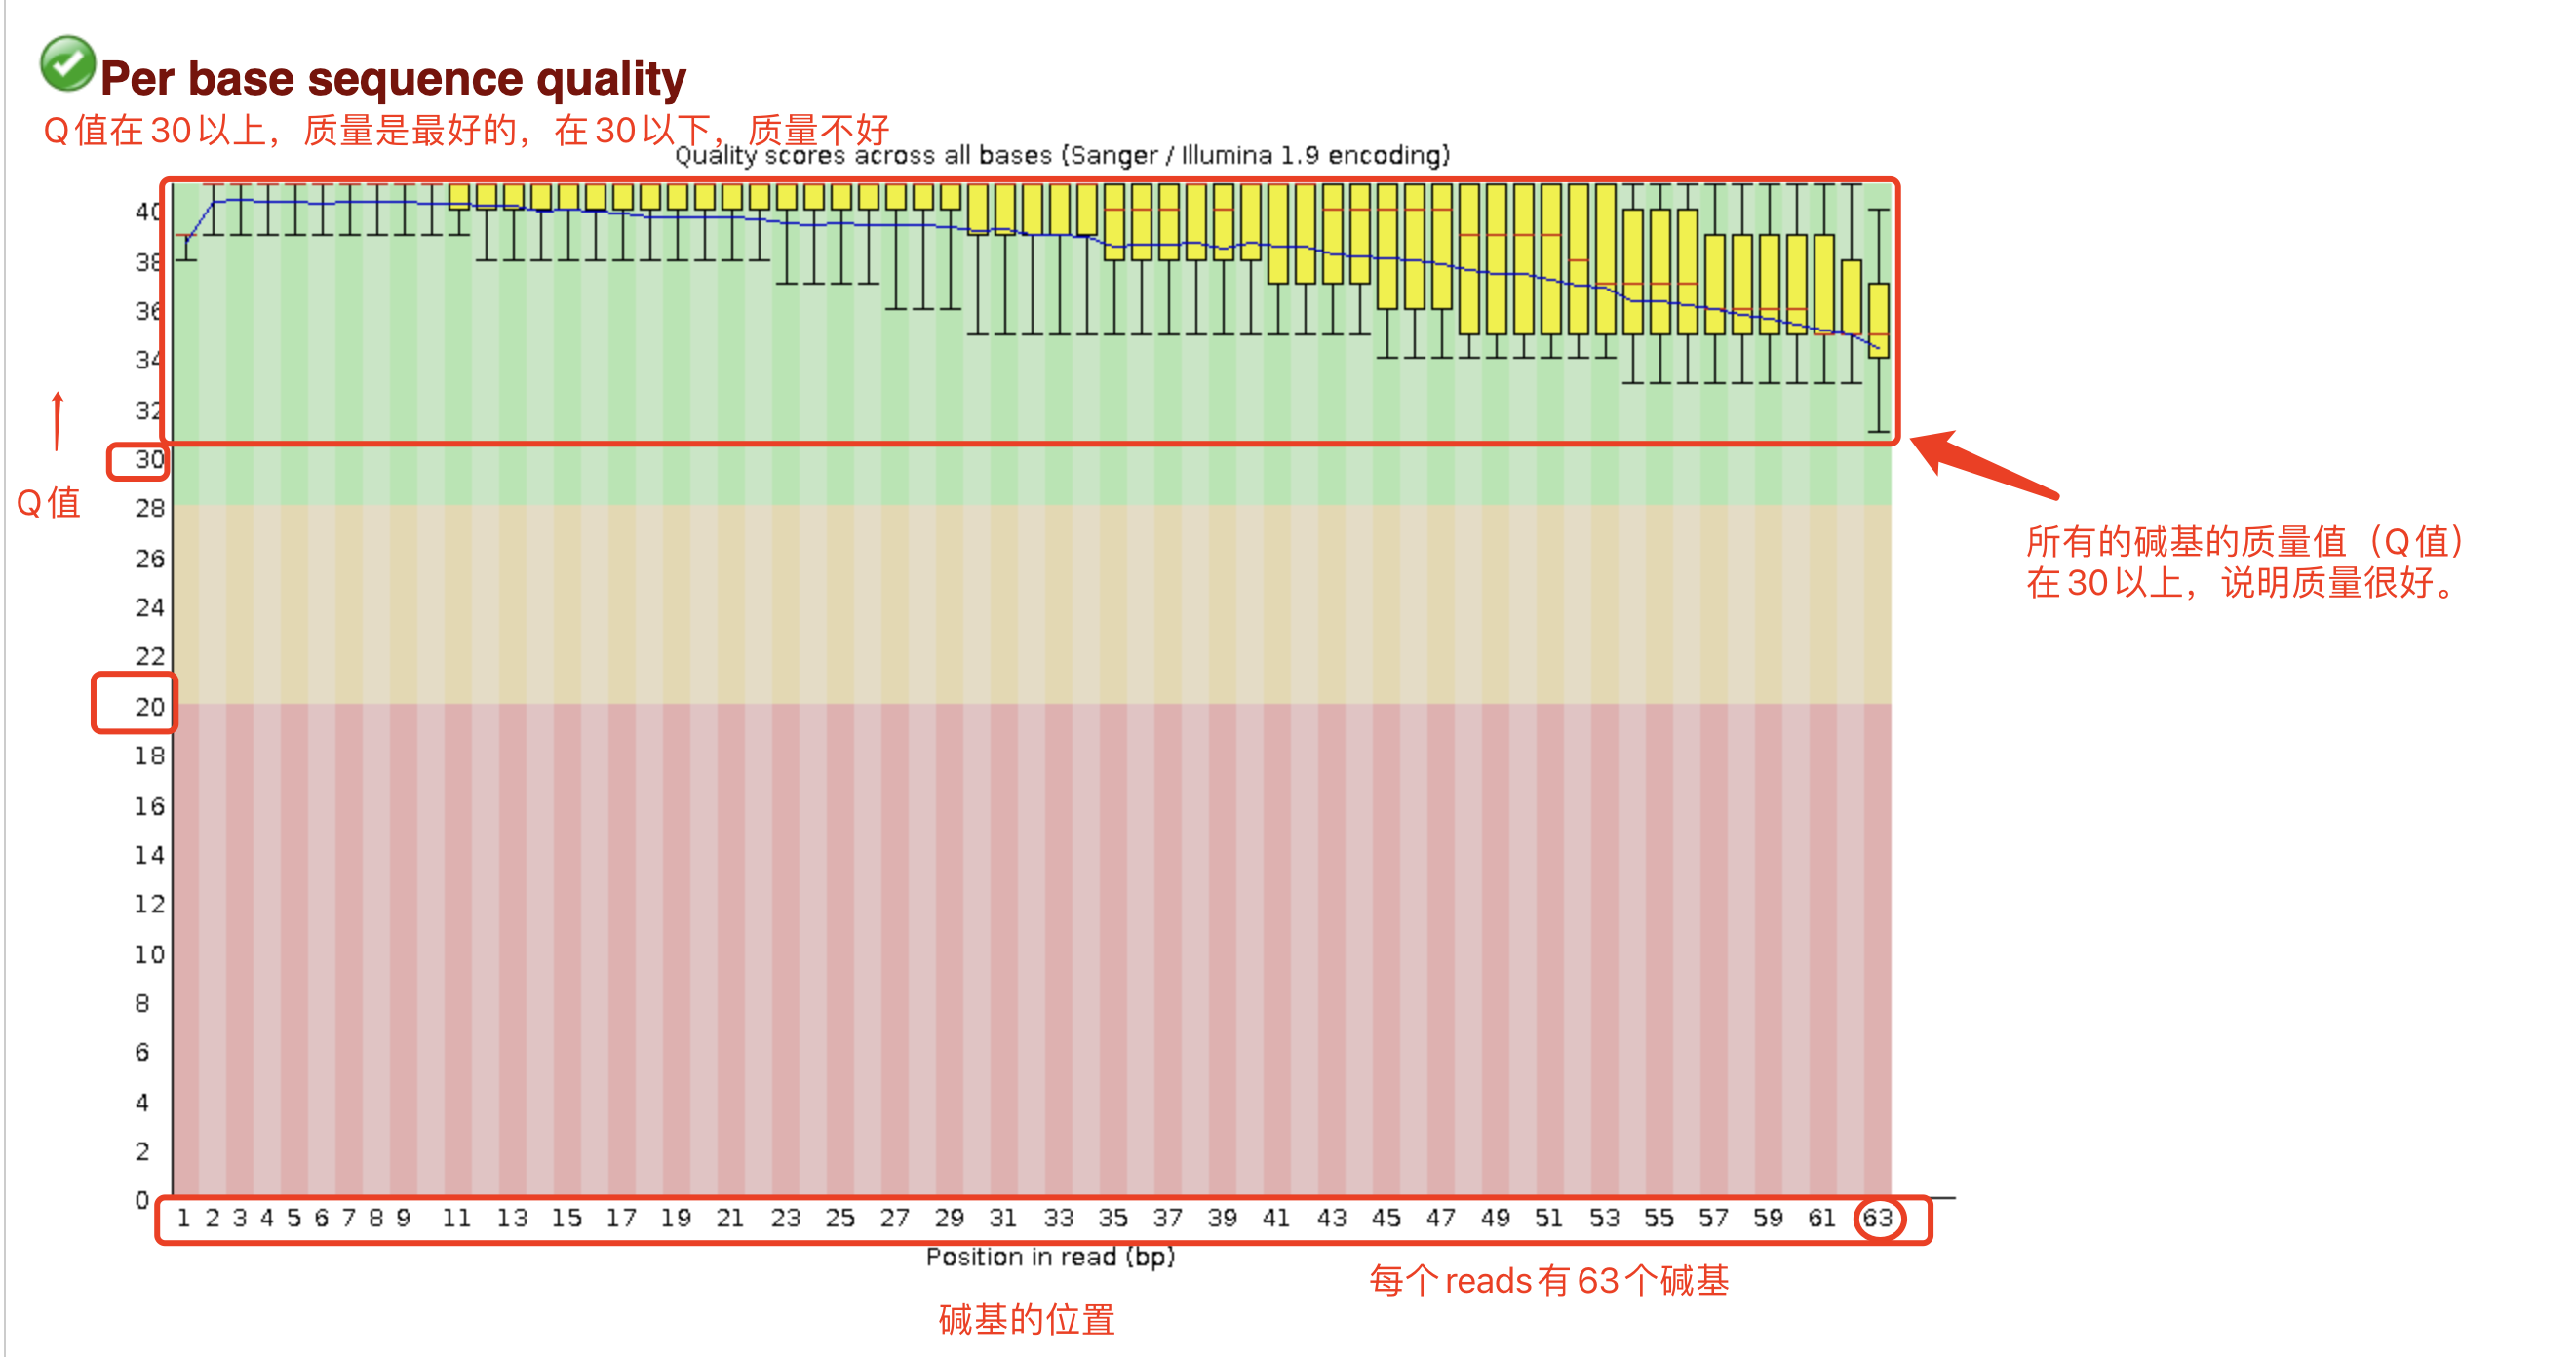 Per base sequence quality
Q值在30以上，质量是最好的，在30以下，质量不好
Quality scores across all bases (Sanger / Illumina 1.9 encoding)
40
38
36
34
32
30
28
26
24
22
20
18
16
14
12
10
8
6
4
2
0
Q值
所有的碱基的质量值（Q值）
在30以上，说明质量很好。
1 2 3 4 5 6 7 8 9 11 13 15 17 19 21 23 25 27 29 31 33 35 37 39 41 43 45 47 49 51 53 55 57 59 61 63
Position in read (bp)
每个reads有63个碱基
碱基的位置